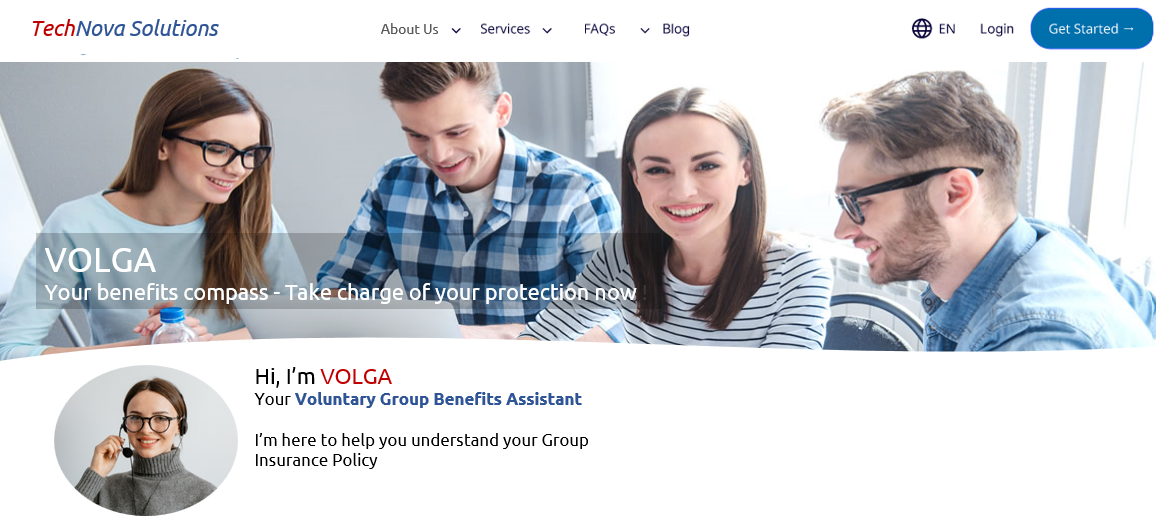 TechNova Solutions
About Us
Services
FAQs
Blog
EN
Login
Get Started →
VOLGA
Your benefits compass - Take charge of your protection now !
Hi, I’m VOLGA
Your Voluntary Group Benefits Assistant
I’m here to help you understand your Group
Insurance Policy